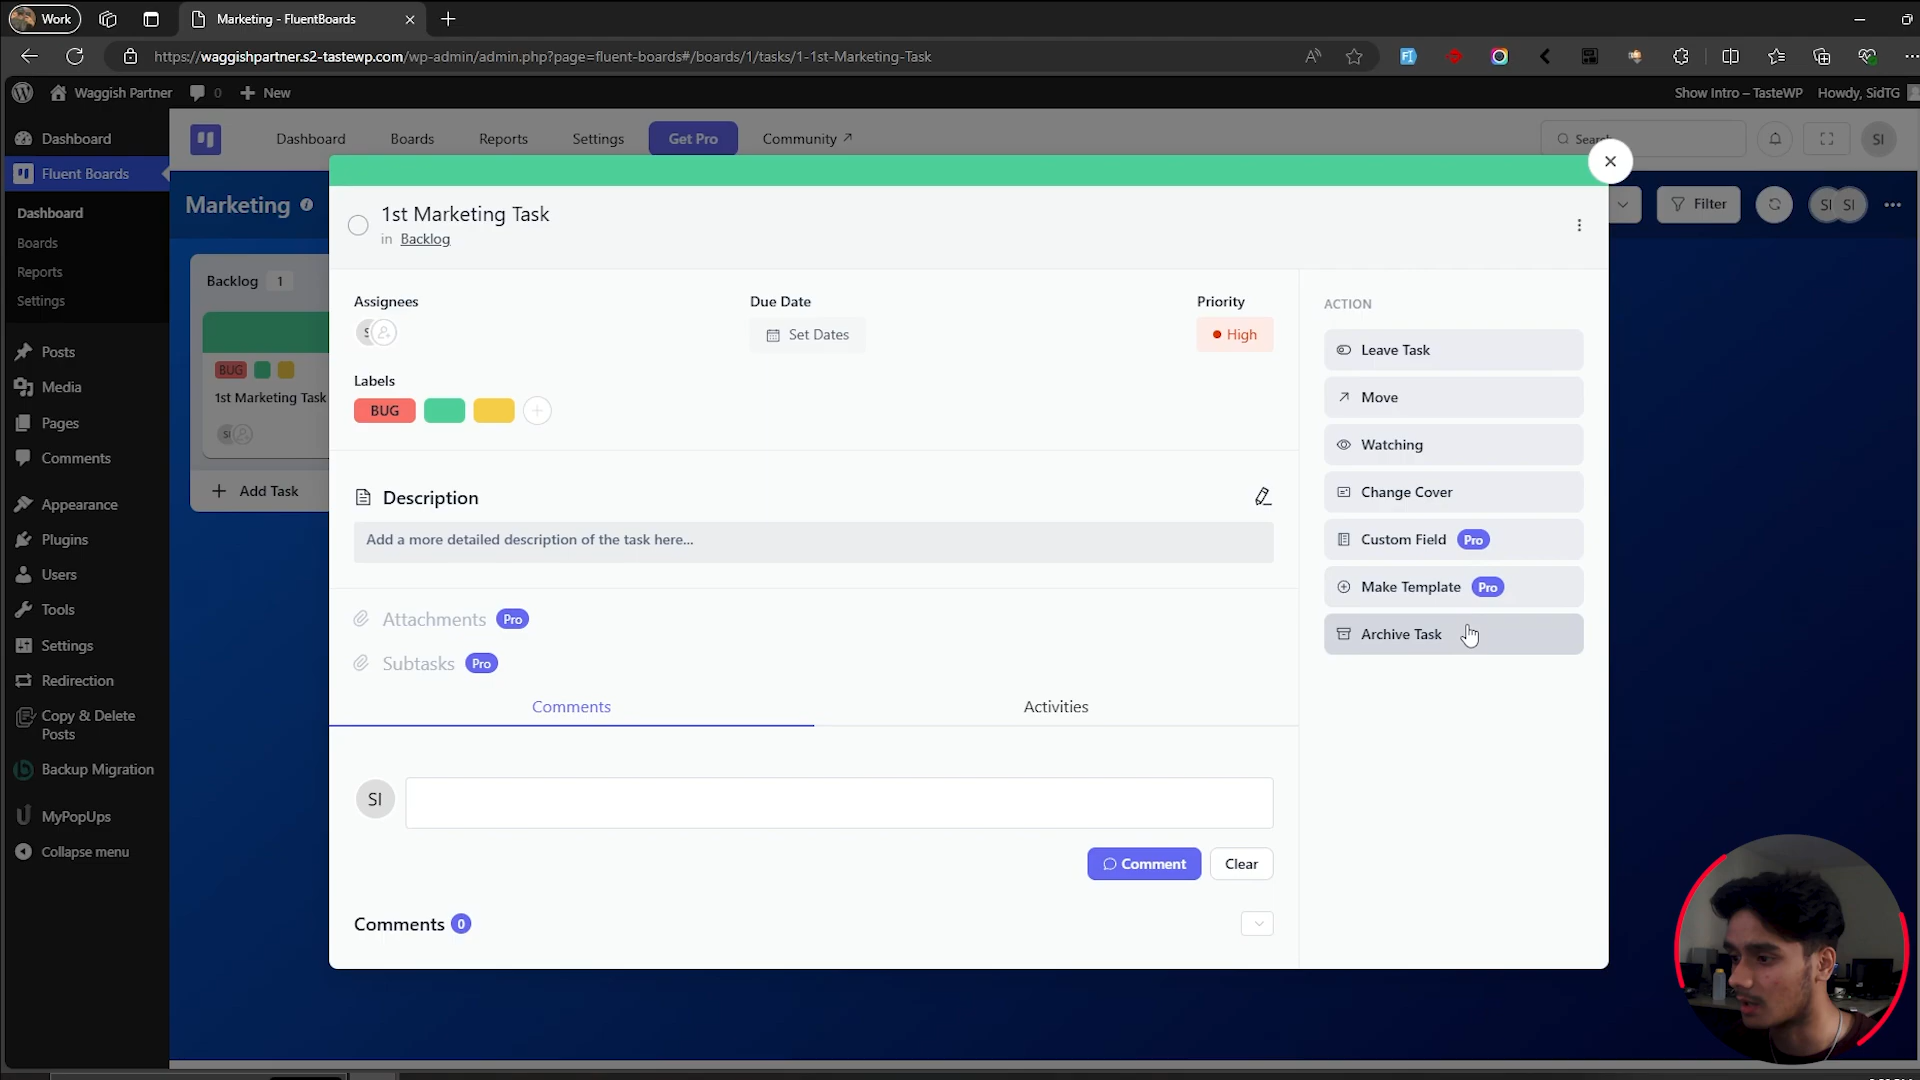 Work
Marketing - FluentBoards
https://waggishpartner.s2-tastewp.com/wp-admin/admin.php?page=fluent-boards#/boards/1/tasks/1-1st-Marketing-Task
Waggish Partner
0
New
Show Intro – TasteWP
Howdy, SidTG
Dashboard
Fluent Boards
Dashboard
Boards
Reports
Settings
Posts
Media
Pages
Comments
Appearance
Plugins
Users
Tools
Settings
Redirection
Copy & Delete
Posts
Backup Migration
MyPopUps
Collapse menu
Dashboard
Boards
Reports
Settings
Get Pro
Community
SI
Marketing
Filter
SI
SI
Backlog 1
BUG
1st Marketing Task
Add Task
1st Marketing Task
in Backlog
Assignees
Due Date
Set Dates
Priority
High
Labels
BUG
Description
Add a more detailed description of the task here...
Attachments Pro
Subtasks Pro
Comments
Activities
SI
Comment
Clear
Comments 0
ACTION
Leave Task
Move
Watching
Change Cover
Custom Field Pro
Make Template Pro
Archive Task